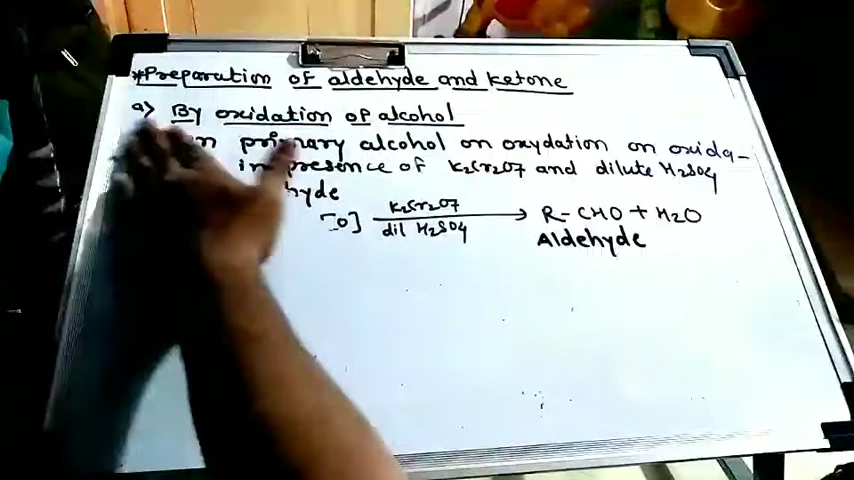 *Preparation of aldehyde and ketone
a> By oxidation of alcohol
primary alcohol on oxydation on oxida-
in presence of K2Cr2O7 and dilute H2SO4
hyde
[O] K2Cr2O7 → R-CHO + H2O
dil H2SO4
Aldehyde